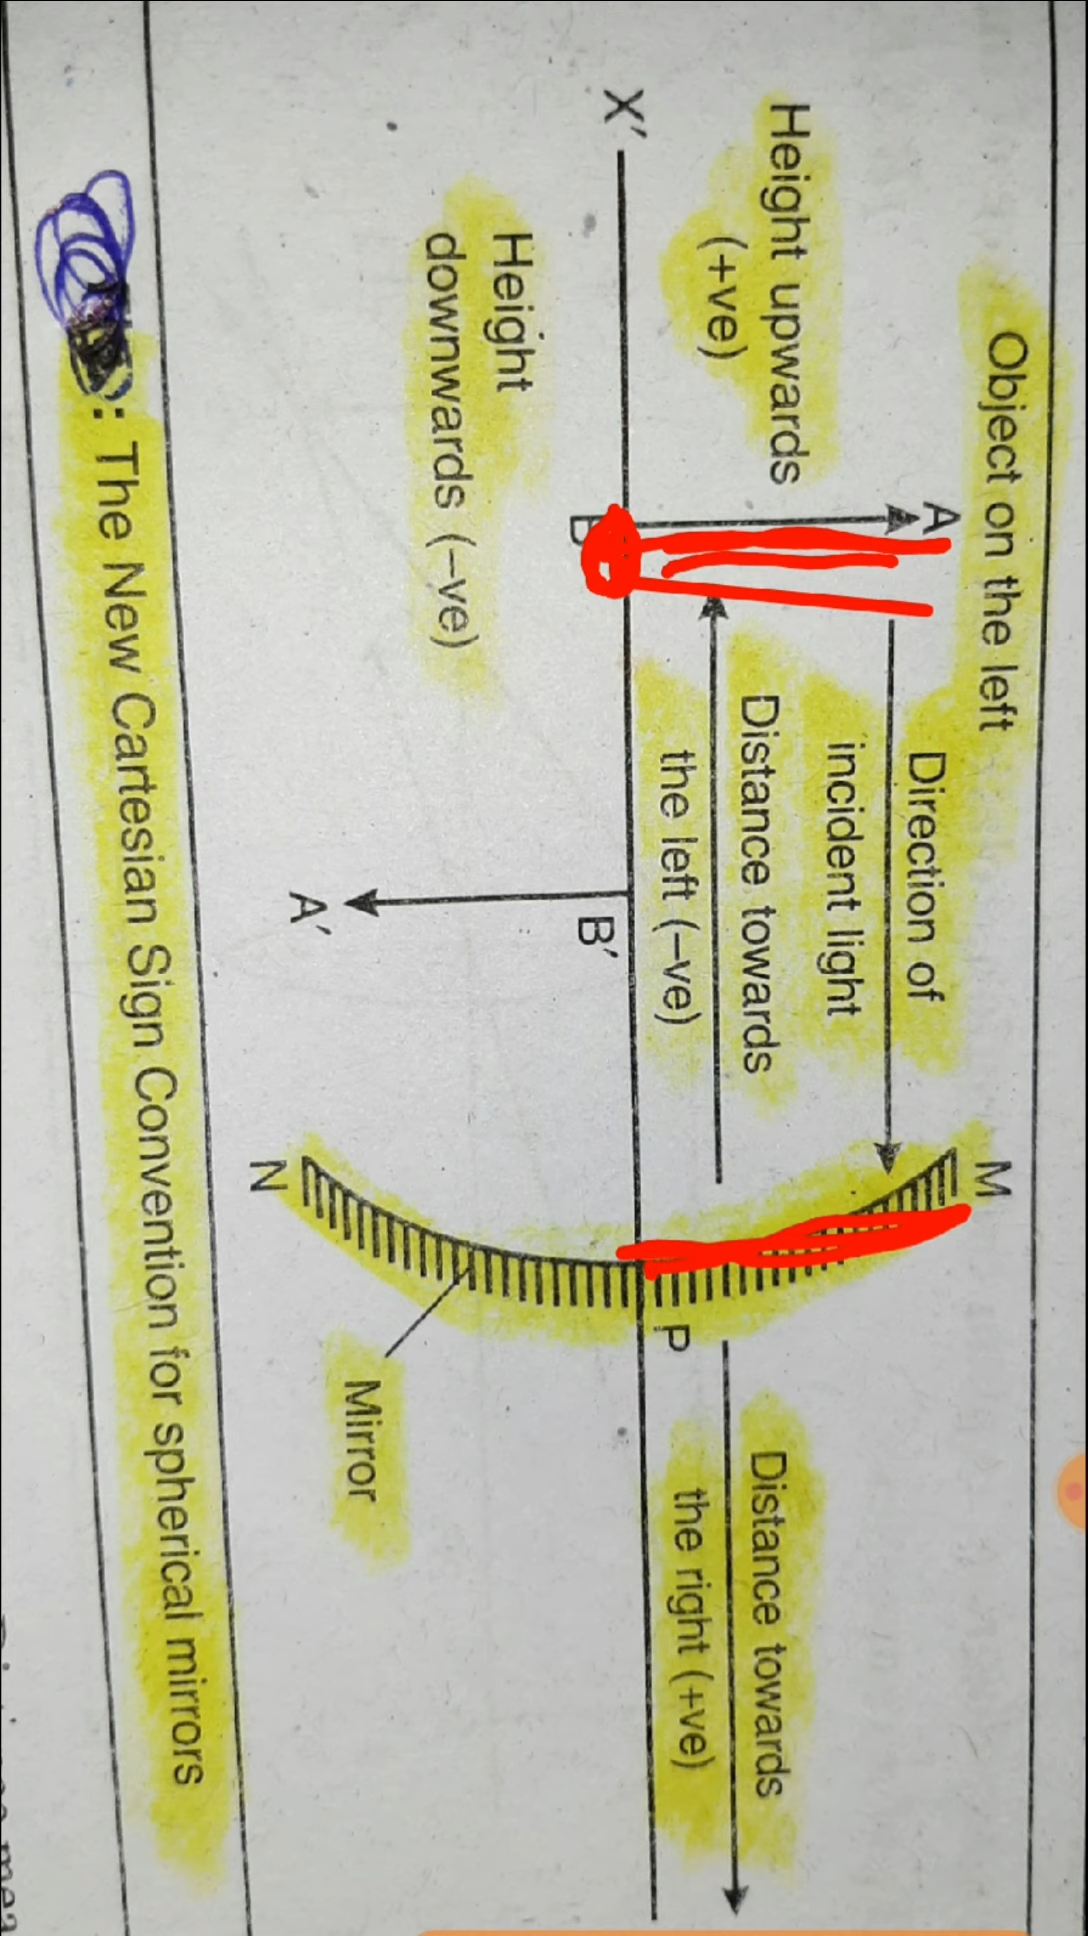 Object on the left
A
M
Height upwards
(+ve)
Direction of
incident light
Distance towards
the left (–ve)
Distance towards
the right (+ve)
P
X′
B′
Height
downwards (–ve)
A′
N
Mirror
: The New Cartesian Sign Convention for spherical mirrors